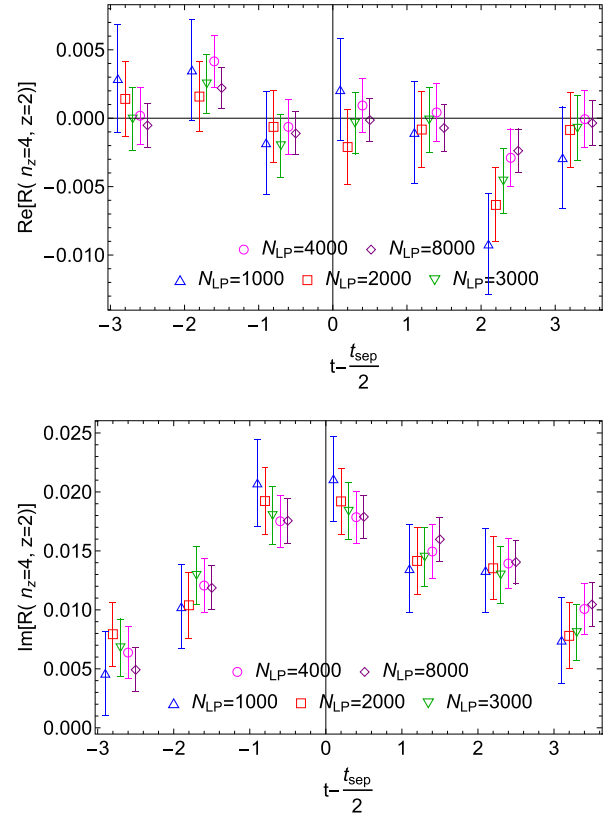 Re[R( n_z=4, z=2)]
0.005
0.000
-0.005
-0.010
N_LP=4000 N_LP=8000
N_LP=1000 N_LP=2000 N_LP=3000
-3 -2 -1 0 1 2 3
t- t_sep/2
Im[R( n_z=4, z=2)]
0.025
0.020
0.015
0.010
0.005
0.000
N_LP=4000 N_LP=8000
N_LP=1000 N_LP=2000 N_LP=3000
-3 -2 -1 0 1 2 3
t- t_sep/2